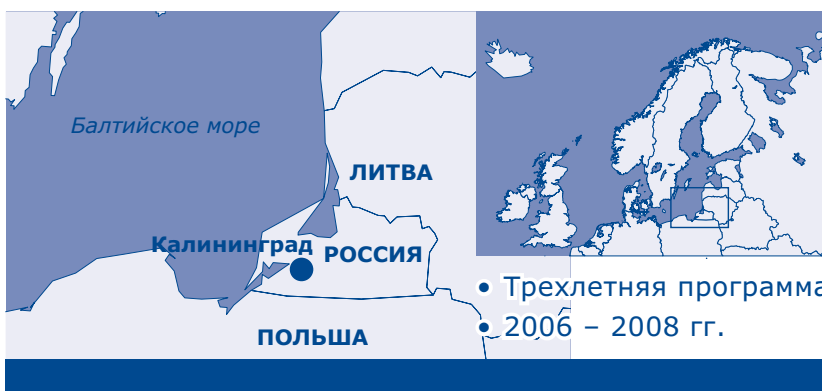 Балтийское море
ЛИТВА
Калининград
РОССИЯ
ПОЛЬША
• Трехлетняя программа
• 2006 – 2008 гг.